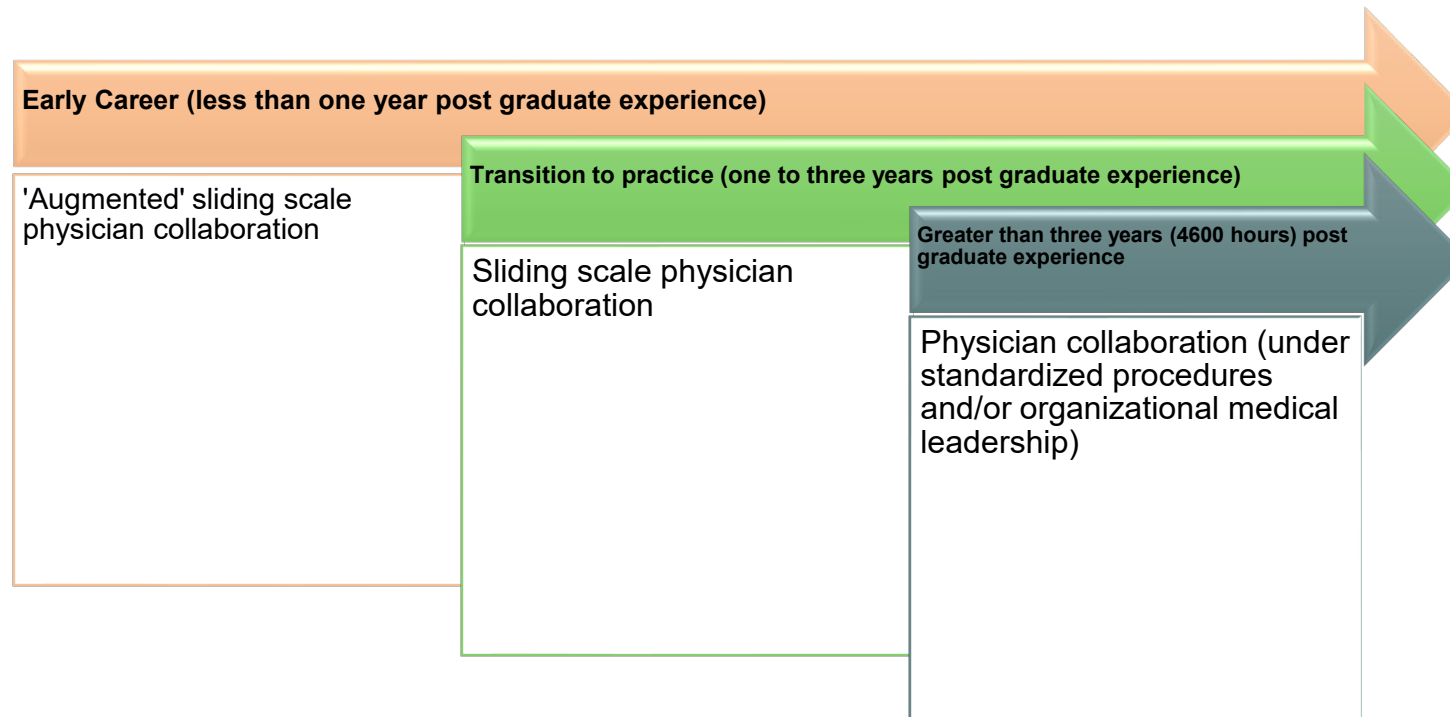 Early Career (less than one year post graduate experience)
'Augmented' sliding scale
physician collaboration
Transition to practice (one to three years post graduate experience)
Sliding scale physician
collaboration
Greater than three years (4600 hours) post
graduate experience
Physician collaboration (under
standardized procedures
and/or organizational medical
leadership)